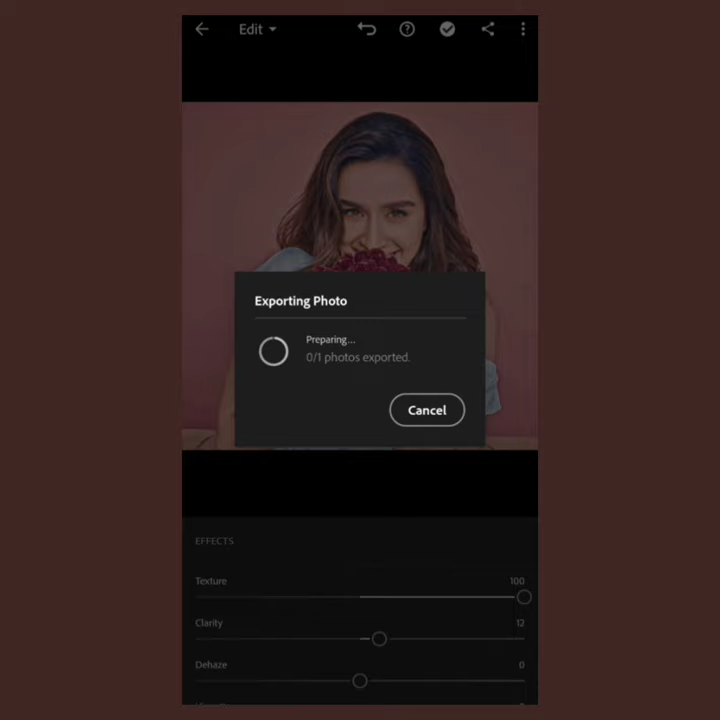 Edit
Exporting Photo
Preparing...
0/1 photos exported.
Cancel
EFFECTS
Texture 100
Clarity 12
Dehaze 0